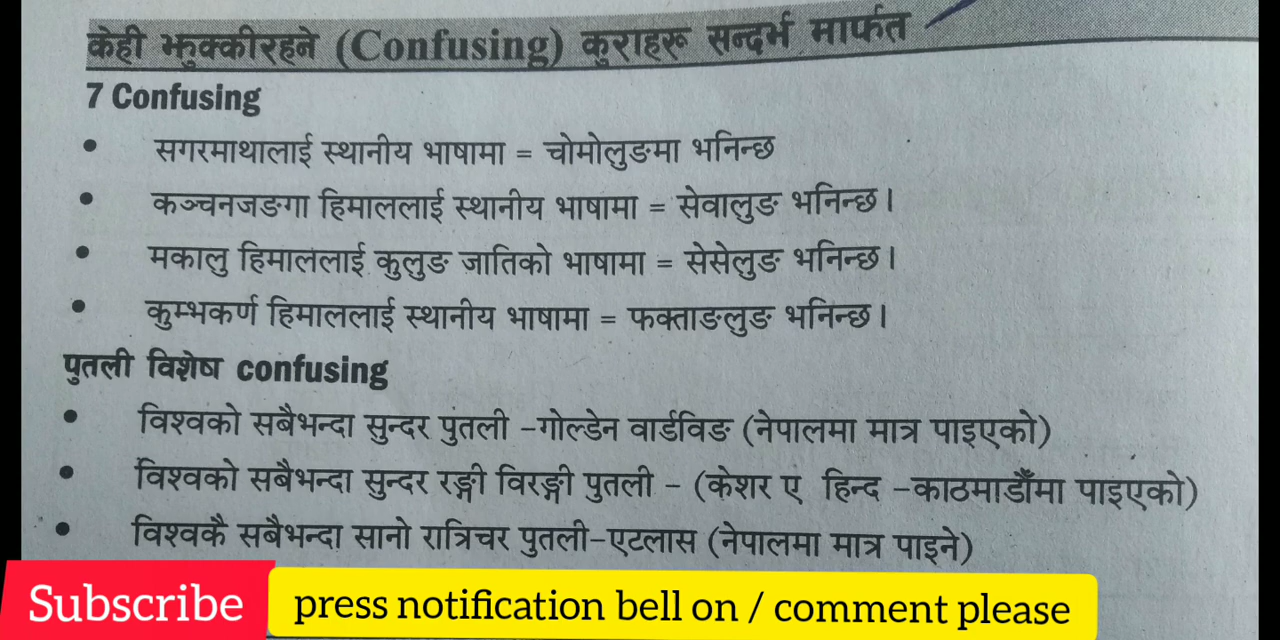 केही झुक्कीरहने (Confusing) कुराहरू सन्दर्भ मार्फत
7 Confusing
• सगरमाथालाई स्थानीय भाषामा = चोमोलुङमा भनिन्छ
• कञ्चनजङगा हिमाललाई स्थानीय भाषामा = सेवालुङ भनिन्छ।
• मकालु हिमाललाई कुलुङ जातिको भाषामा = सेसेलुङ भनिन्छ।
• कुम्भकर्ण हिमाललाई स्थानीय भाषामा = फक्ताङलुङ भनिन्छ।
पुतली विशेष confusing
• विश्वको सबैभन्दा सुन्दर पुतली -गोल्डेन वार्डविङ (नेपालमा मात्र पाइएको)
• विश्वको सबैभन्दा सुन्दर रङ्गी विरङ्गी पुतली - (केशर ए हिन्द -काठमाडौँमा पाइएको)
• विश्वकै सबैभन्दा सानो रात्रिचर पुतली-एटलास (नेपालमा मात्र पाइने)
Subscribe press notification bell on / comment please